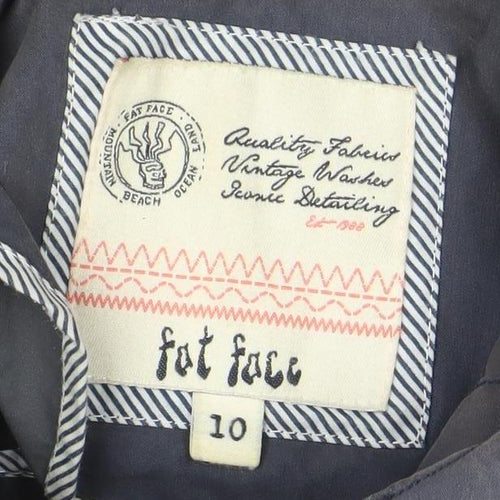 FAT FACE
MOUNTAIN
LAND
BEACH
OCEAN
Quality Fabrics
Vintage Washes
Iconic Detailing
Est 1988
fat face
10